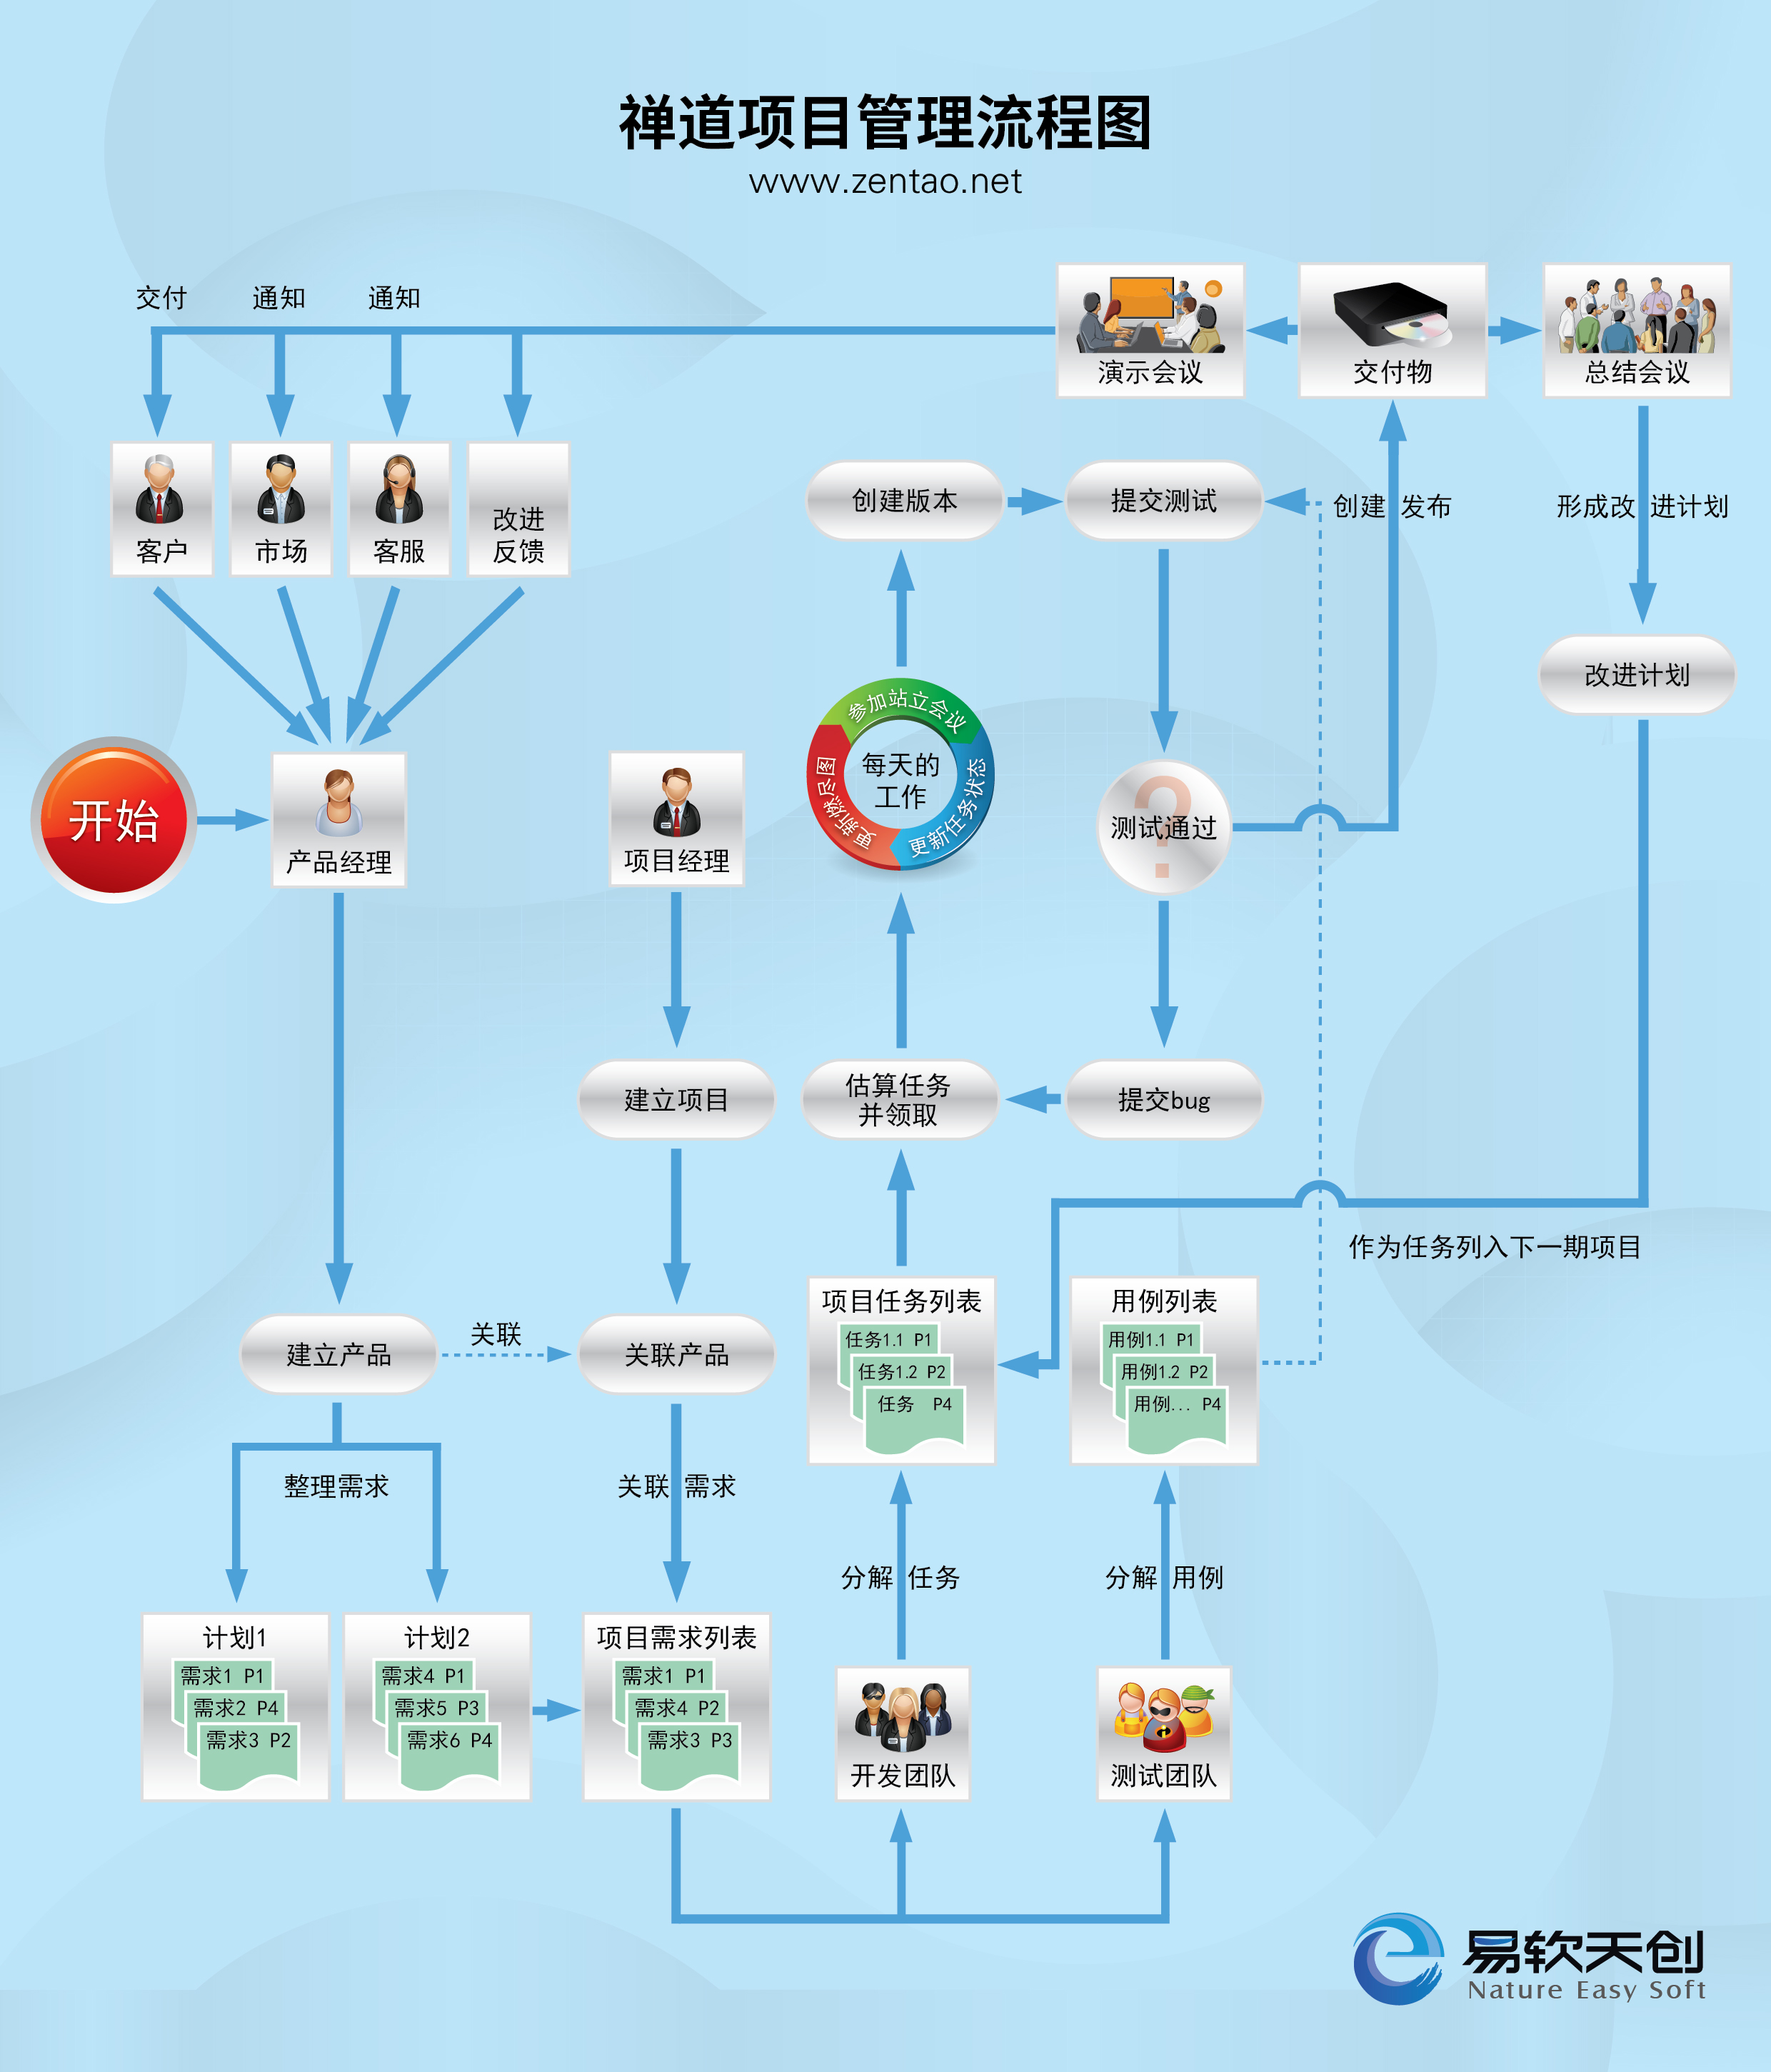 禅道项目管理流程图
www.zentao.net
交付
通知
通知
演示会议
交付物
总结会议
客户
市场
客服
改进
反馈
创建版本
提交测试
创建 发布
形成改 进计划
改进计划
开始
产品经理
项目经理
参加站立会议
更新任务状态
更新燃尽图
每天的
工作
测试通过
?
建立项目
估算任务
并领取
提交bug
作为任务列入下一期项目
建立产品
关联
关联产品
项目任务列表
任务1.1 P1
任务1.2 P2
任务 P4
用例列表
用例1.1 P1
用例1.2 P2
用例... P4
整理需求
关联 需求
分解 任务
分解 用例
计划1
需求1 P1
需求2 P4
需求3 P2
计划2
需求4 P1
需求5 P3
需求6 P4
项目需求列表
需求1 P1
需求4 P2
需求3 P3
开发团队
测试团队
易软天创
Nature Easy Soft